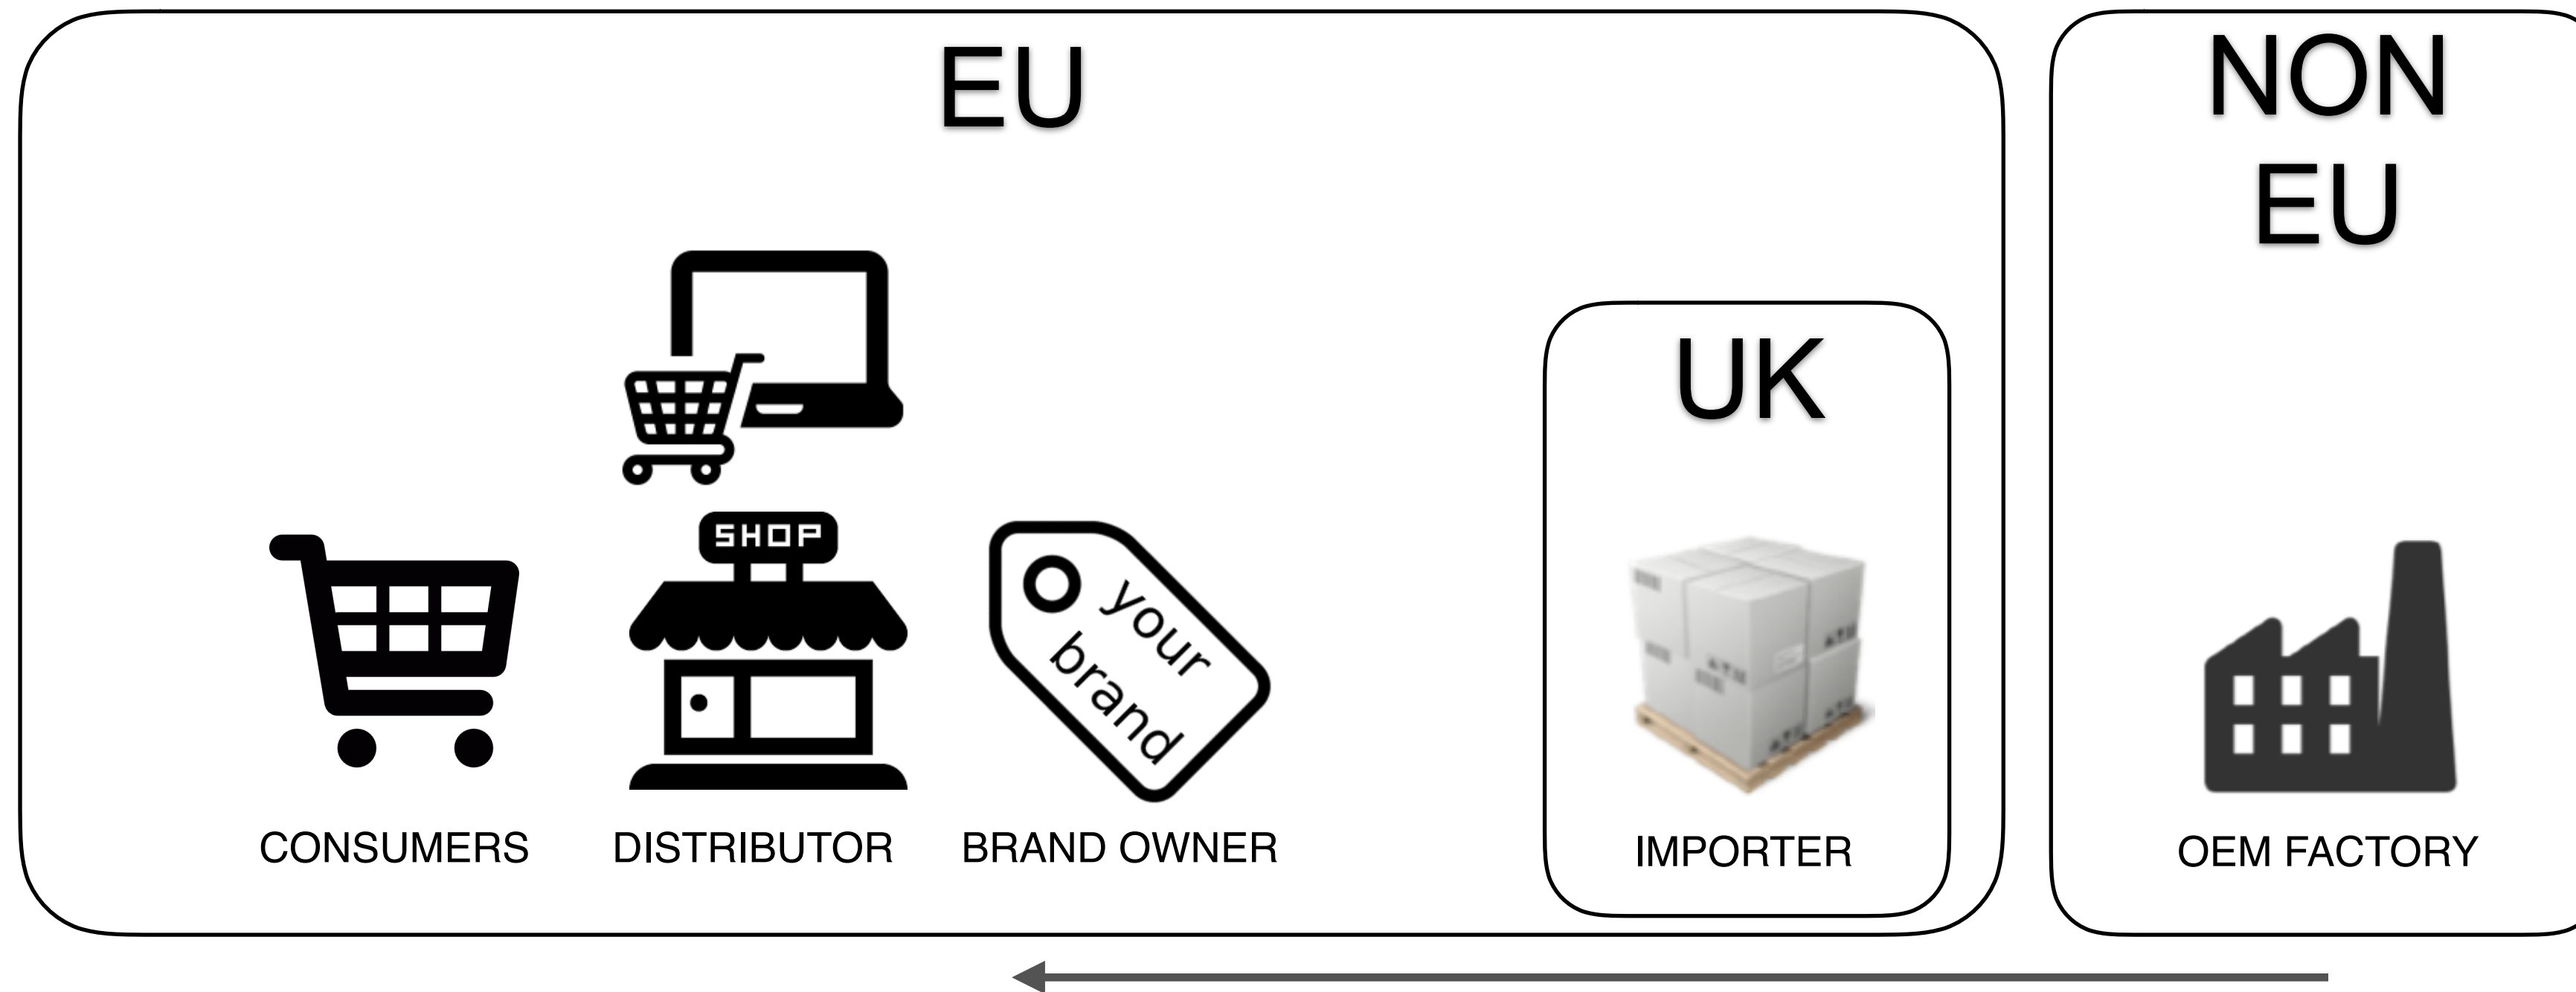 EU
NON
EU
UK
SHOP
your
brand
CONSUMERS
DISTRIBUTOR
BRAND OWNER
IMPORTER
OEM FACTORY